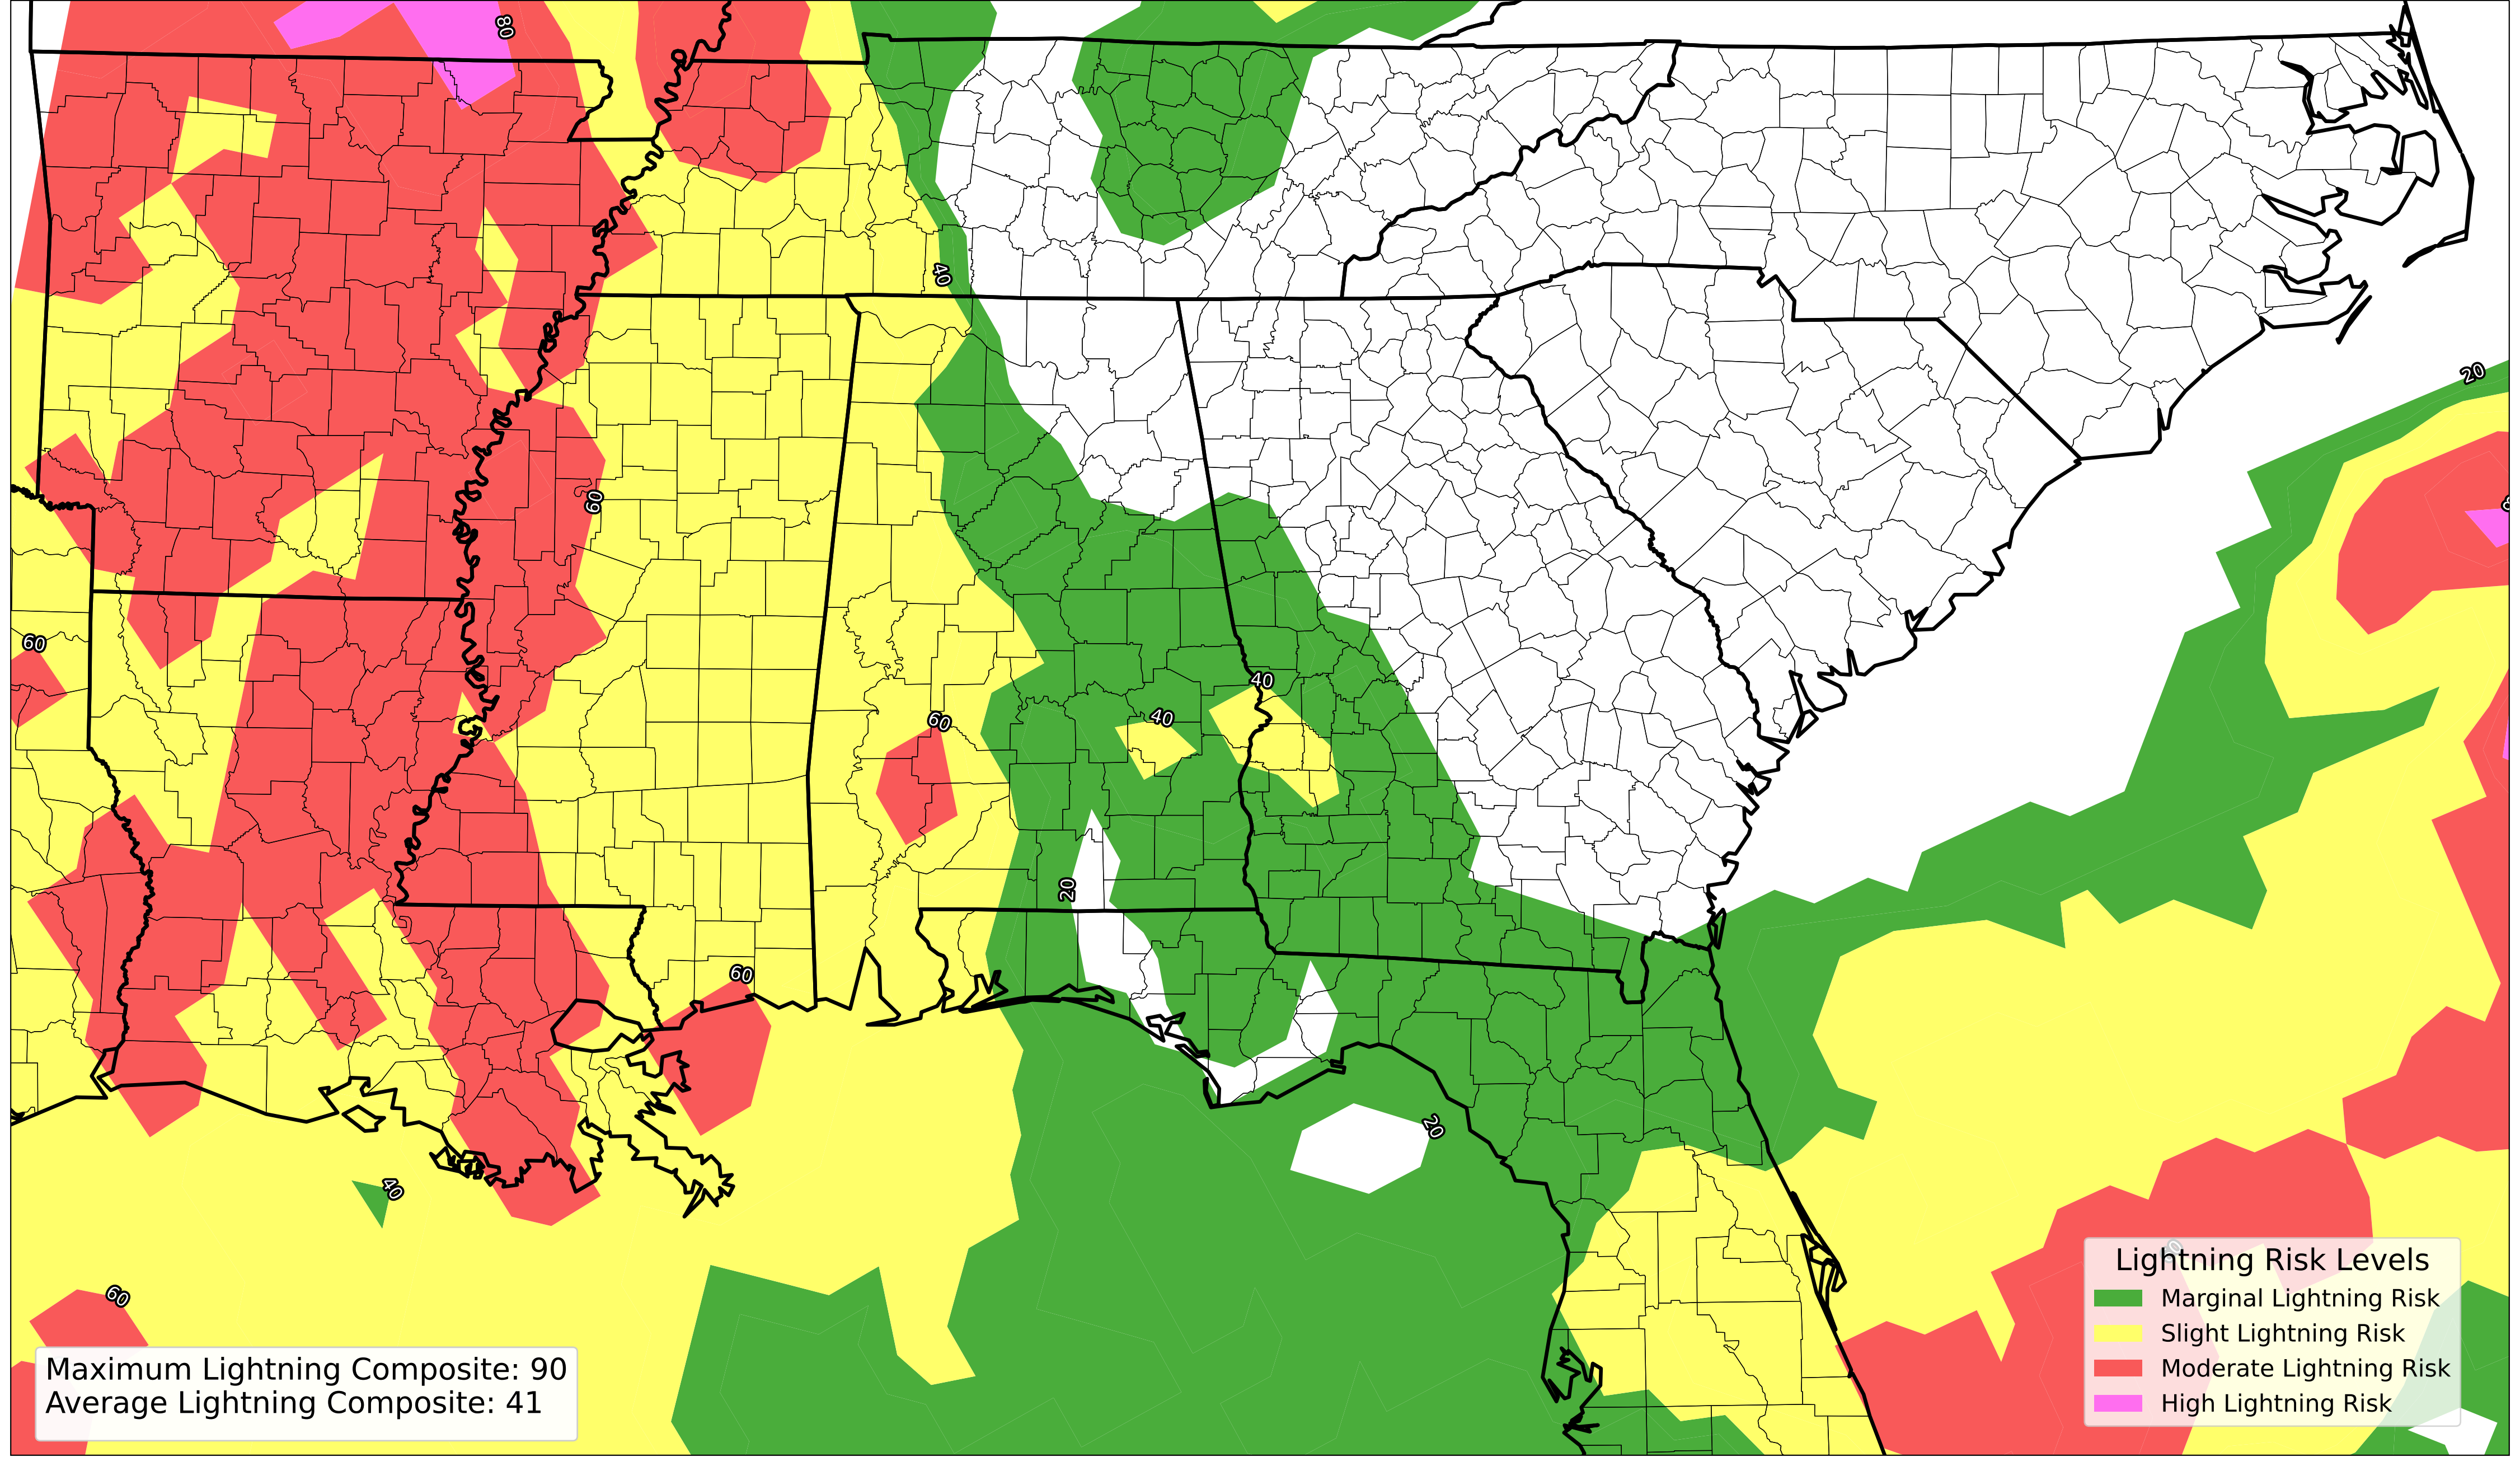 80
40
20
60
60
40
40
60
20
60
20
40
60
Maximum Lightning Composite: 90
Average Lightning Composite: 41
Lightning Risk Levels
Marginal Lightning Risk
Slight Lightning Risk
Moderate Lightning Risk
High Lightning Risk